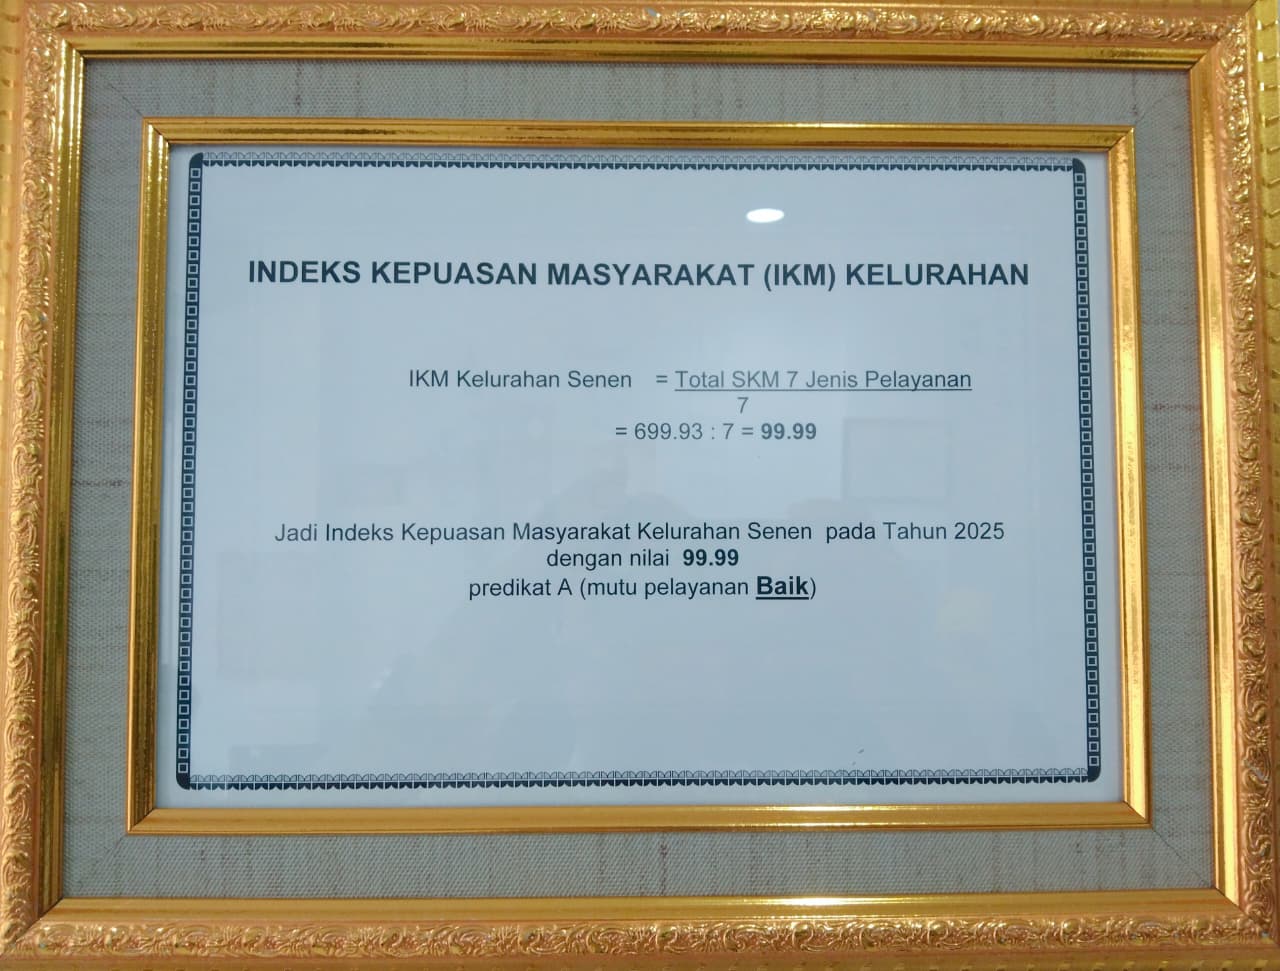 INDEKS KEPUASAN MASYARAKAT (IKM) KELURAHAN
IKM Kelurahan Senen = Total SKM 7 Jenis Pelayanan
7
= 699.93 : 7 = 99.99
Jadi Indeks Kepuasan Masyarakat Kelurahan Senen pada Tahun 2025
dengan nilai 99.99
predikat A (mutu pelayanan Baik)